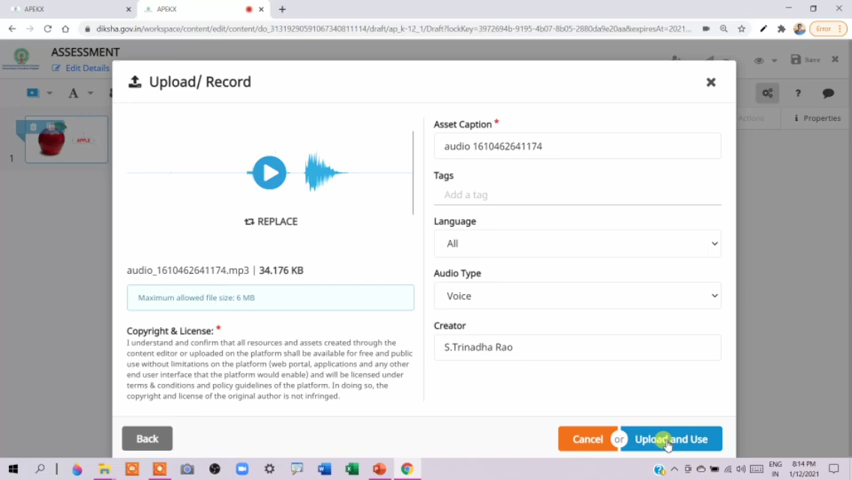 APEKX
APEKX
diksha.gov.in/workspace/content/edit/content/do_31319290591067340811114/draft/ap_k-12_1/Draft?lockKey=3972694b-9195-4b07-8b05-2880da9e20aa&expiresAt=2021...
Error
ASSESSMENT
Edit Details
Save
A
Actions
Properties
1
APPLE
Upload/ Record
REPLACE
audio_1610462641174.mp3 | 34.176 KB
Maximum allowed file size: 6 MB
Copyright & License: *
I understand and confirm that all resources and assets created through the
content editor or uploaded on the platform shall be available for free and public
use without limitations on the platform (web portal, applications and any other
end user interface that the platform would enable) and will be licensed under
terms & conditions and policy guidelines of the platform. In doing so, the
copyright and license of the original author is not infringed.
Asset Caption *
audio 1610462641174
Tags
Add a tag
Language
All
Audio Type
Voice
Creator
S.Trinadha Rao
Back
Cancel or Upload and Use
ENG
IN
8:14 PM
1/12/2021